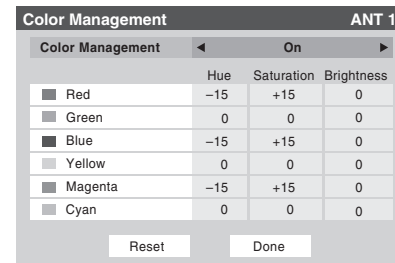 Color Management ANT 1
Color Management ◀ On ▶
Hue Saturation Brightness
Red −15 +15 0
Green 0 0 0
Blue −15 +15 0
Yellow 0 0 0
Magenta −15 +15 0
Cyan 0 0 0
Reset Done